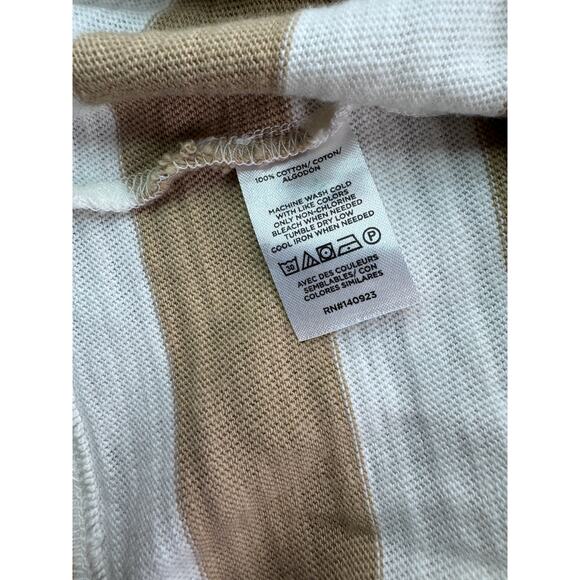 100% COTTON/ COTON/
ALGODÓN
MACHINE WASH COLD
WITH LIKE COLORS
ONLY NON-CHLORINE
BLEACH WHEN NEEDED
TUMBLE DRY LOW
COOL IRON WHEN NEEDED
30 P
AVEC DES COULEURS
SEMBLABLES/ CON
COLORES SIMILARES
RN#140923